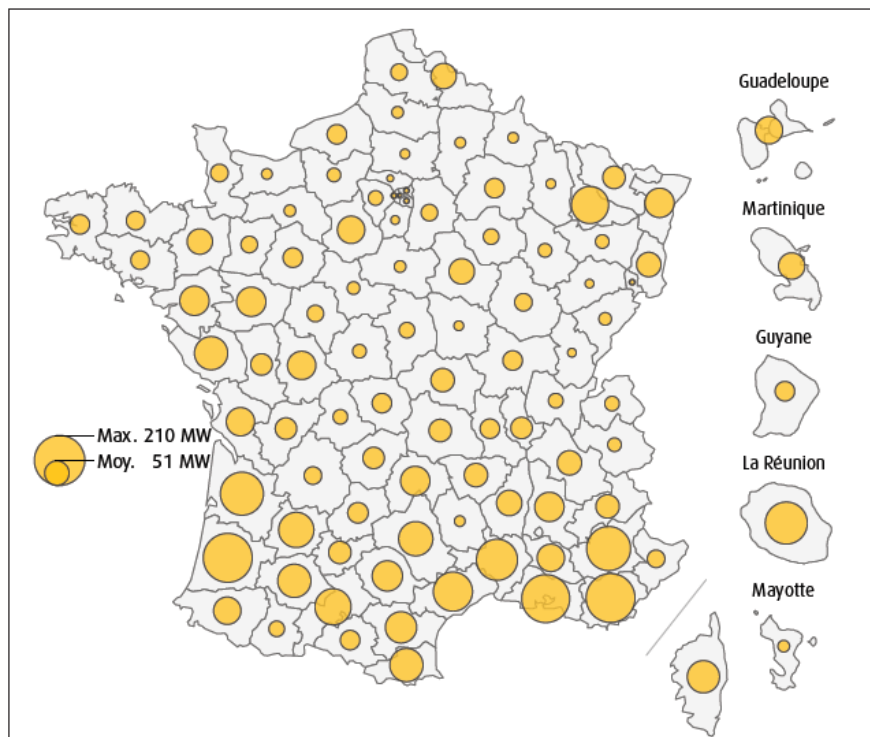 Guadeloupe
Martinique
Guyane
Max. 210 MW
Moy. 51 MW
La Réunion
Mayotte